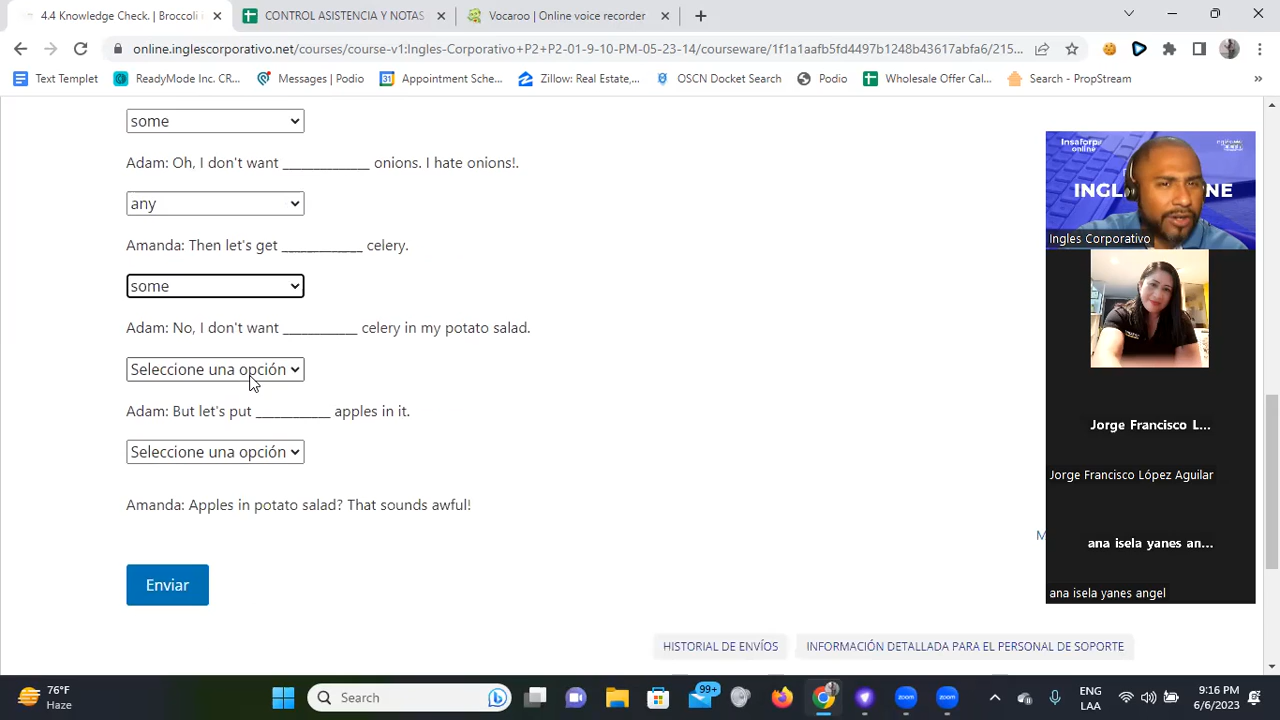 4.4 Knowledge Check. | Broccoli i
CONTROL ASISTENCIA Y NOTAS
Vocaroo | Online voice recorder
online.inglescorporativo.net/courses/course-v1:Ingles-Corporativo+P2+P2-01-9-10-PM-05-23-14/courseware/1f1a1aafb5fd4497b1248b43617abfa6/215...
Text Templet
ReadyMode Inc. CR...
Messages | Podio
Appointment Sche...
Zillow: Real Estate,...
OSCN Docket Search
Podio
Wholesale Offer Cal...
Search - PropStream
»
some
Adam: Oh, I don't want _____________ onions. I hate onions!.
any
Amanda: Then let's get ____________ celery.
some
Adam: No, I don't want ___________ celery in my potato salad.
Seleccione una opción
Adam: But let's put ___________ apples in it.
Seleccione una opción
Amanda: Apples in potato salad? That sounds awful!
Enviar
HISTORIAL DE ENVÍOS
INFORMACIÓN DETALLADA PARA EL PERSONAL DE SOPORTE
Ingles Corporativo
Jorge Francisco L...
Jorge Francisco López Aguilar
ana isela yanes an...
ana isela yanes angel
76°F
Haze
Search
99+
zoom
zoom
ENG
LAA
9:16 PM
6/6/2023